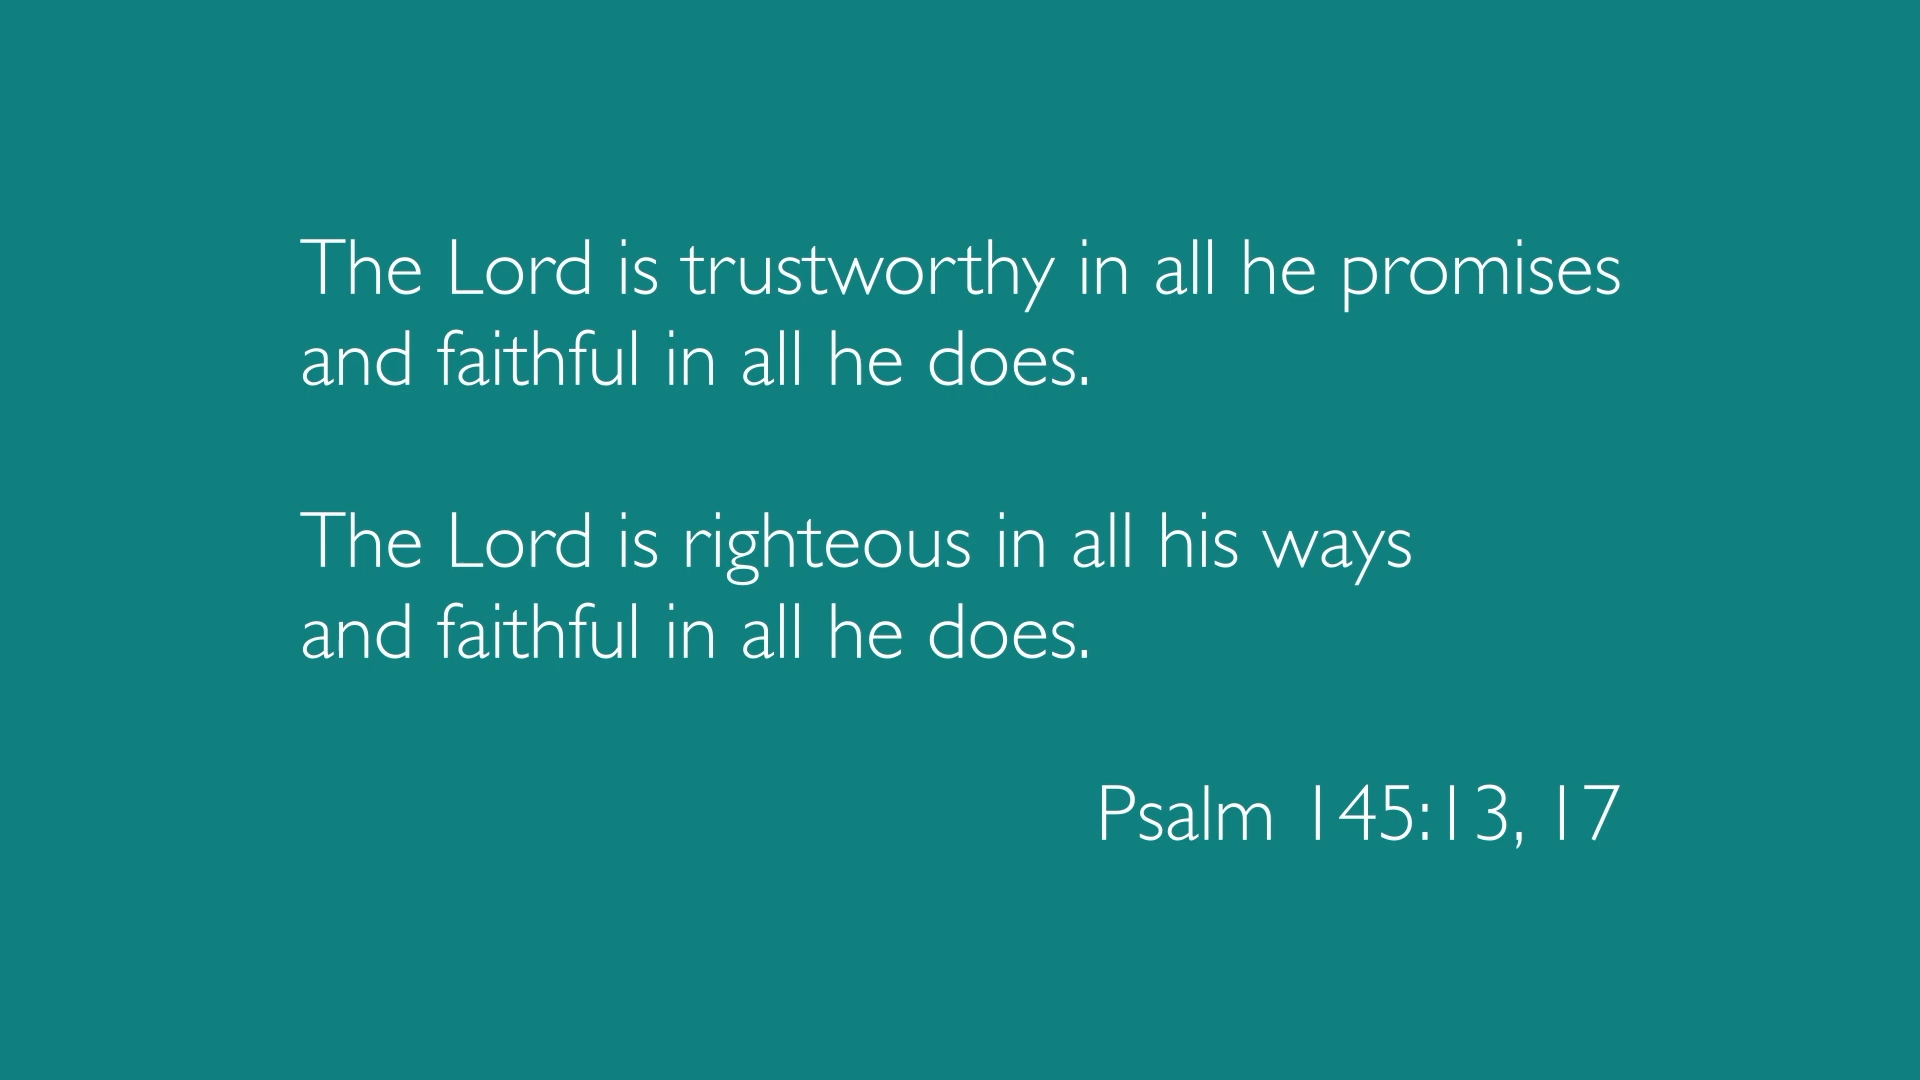 The Lord is trustworthy in all he promises
and faithful in all he does.
The Lord is righteous in all his ways
and faithful in all he does.
Psalm 145:13, 17